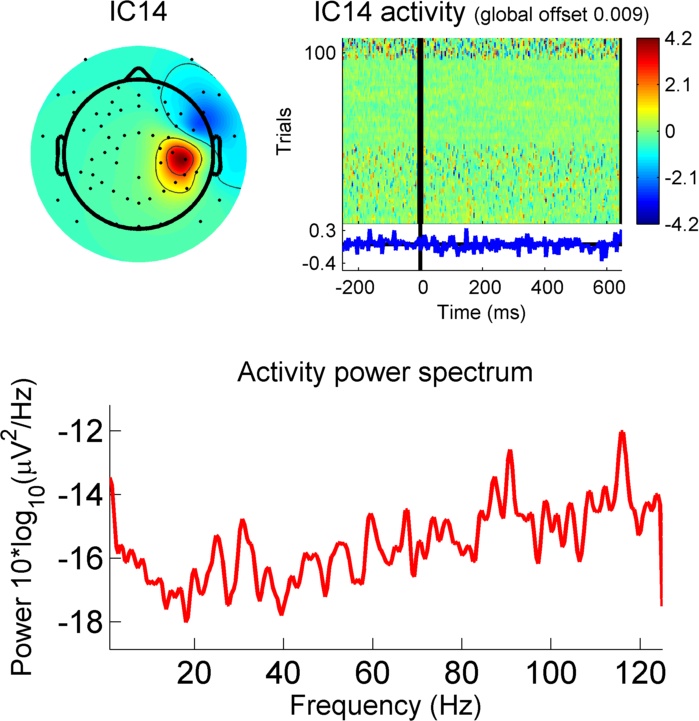 IC14
IC14 activity (global offset 0.009)
100
Trials
4.2
2.1
0
-2.1
-4.2
0.3
-0.4
-200 0 200 400 600
Time (ms)
Activity power spectrum
Power 10*log10(μV2/Hz)
-12
-14
-16
-18
20 40 60 80 100 120
Frequency (Hz)